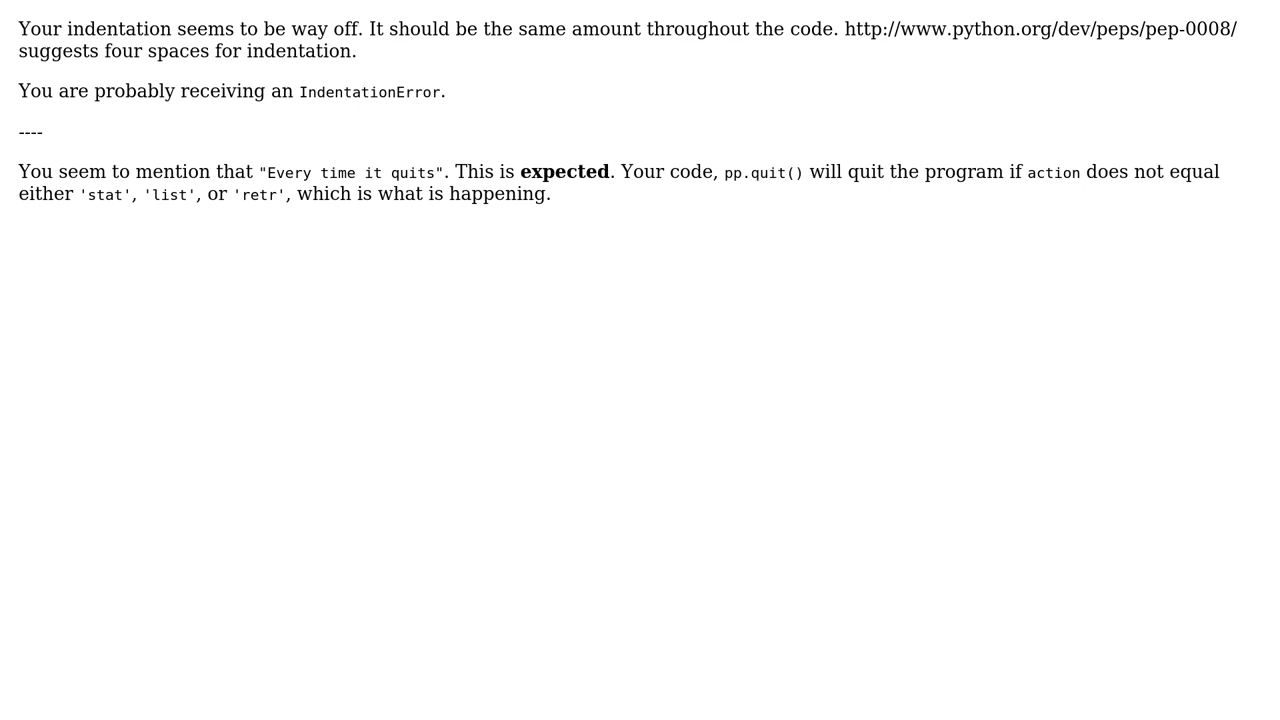 Your indentation seems to be way off. It should be the same amount throughout the code. http://www.python.org/dev/peps/pep-0008/
suggests four spaces for indentation.
You are probably receiving an IndentationError.
----
You seem to mention that "Every time it quits". This is expected. Your code, pp.quit() will quit the program if action does not equal
either 'stat', 'list', or 'retr', which is what is happening.